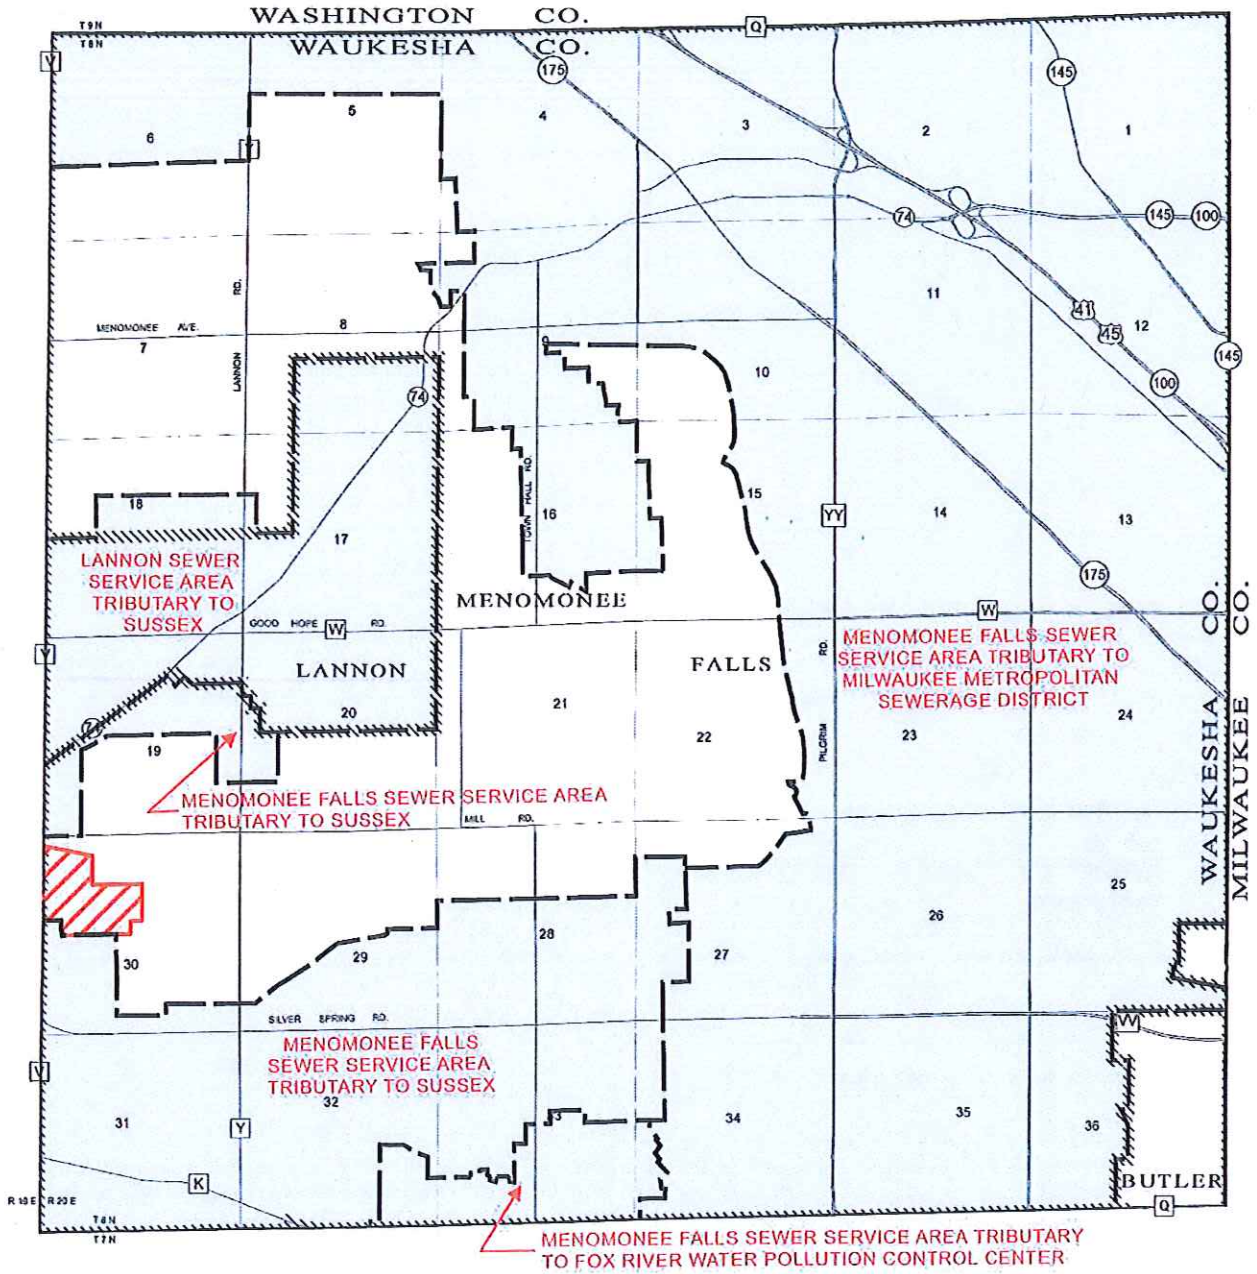 T9N
T8N
WASHINGTON CO.
WAUKESHA CO.
Q
V
175
145
6
5
4
3
2
1
Y
74
145
100
11
41
45
12
145
100
LANNON RD.
MENOMONEE AVE.
7
8
9
10
74
TOWN HALL RD.
18
17
16
15
YY
14
13
175
LANNON SEWER
SERVICE AREA
TRIBUTARY TO
SUSSEX
MENOMONEE
GOOD HOPE RD.
W
W
V
LANNON
FALLS
PILGRIM RD.
MENOMONEE FALLS SEWER
SERVICE AREA TRIBUTARY TO
MILWAUKEE METROPOLITAN
SEWERAGE DISTRICT
WAUKESHA CO.
MILWAUKEE CO.
74
19
20
21
22
23
24
MENOMONEE FALLS SEWER SERVICE AREA
TRIBUTARY TO SUSSEX
MILL RD.
30
29
28
27
26
25
SILVER SPRING RD.
VV
MENOMONEE FALLS
SEWER SERVICE AREA
TRIBUTARY TO SUSSEX
V
31
32
34
35
36
Y
K
BUTLER
Q
R 19 E R 20 E
T8N
T7N
MENOMONEE FALLS SEWER SERVICE AREA TRIBUTARY
TO FOX RIVER WATER POLLUTION CONTROL CENTER